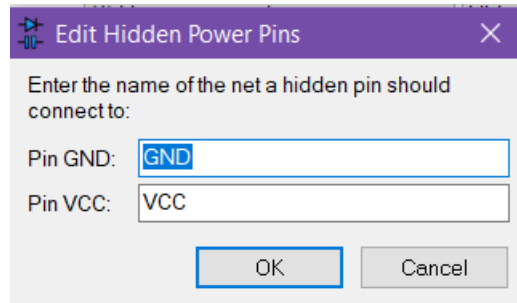 Edit Hidden Power Pins
Enter the name of the net a hidden pin should
connect to:
Pin GND: GND
Pin VCC: VCC
OK Cancel